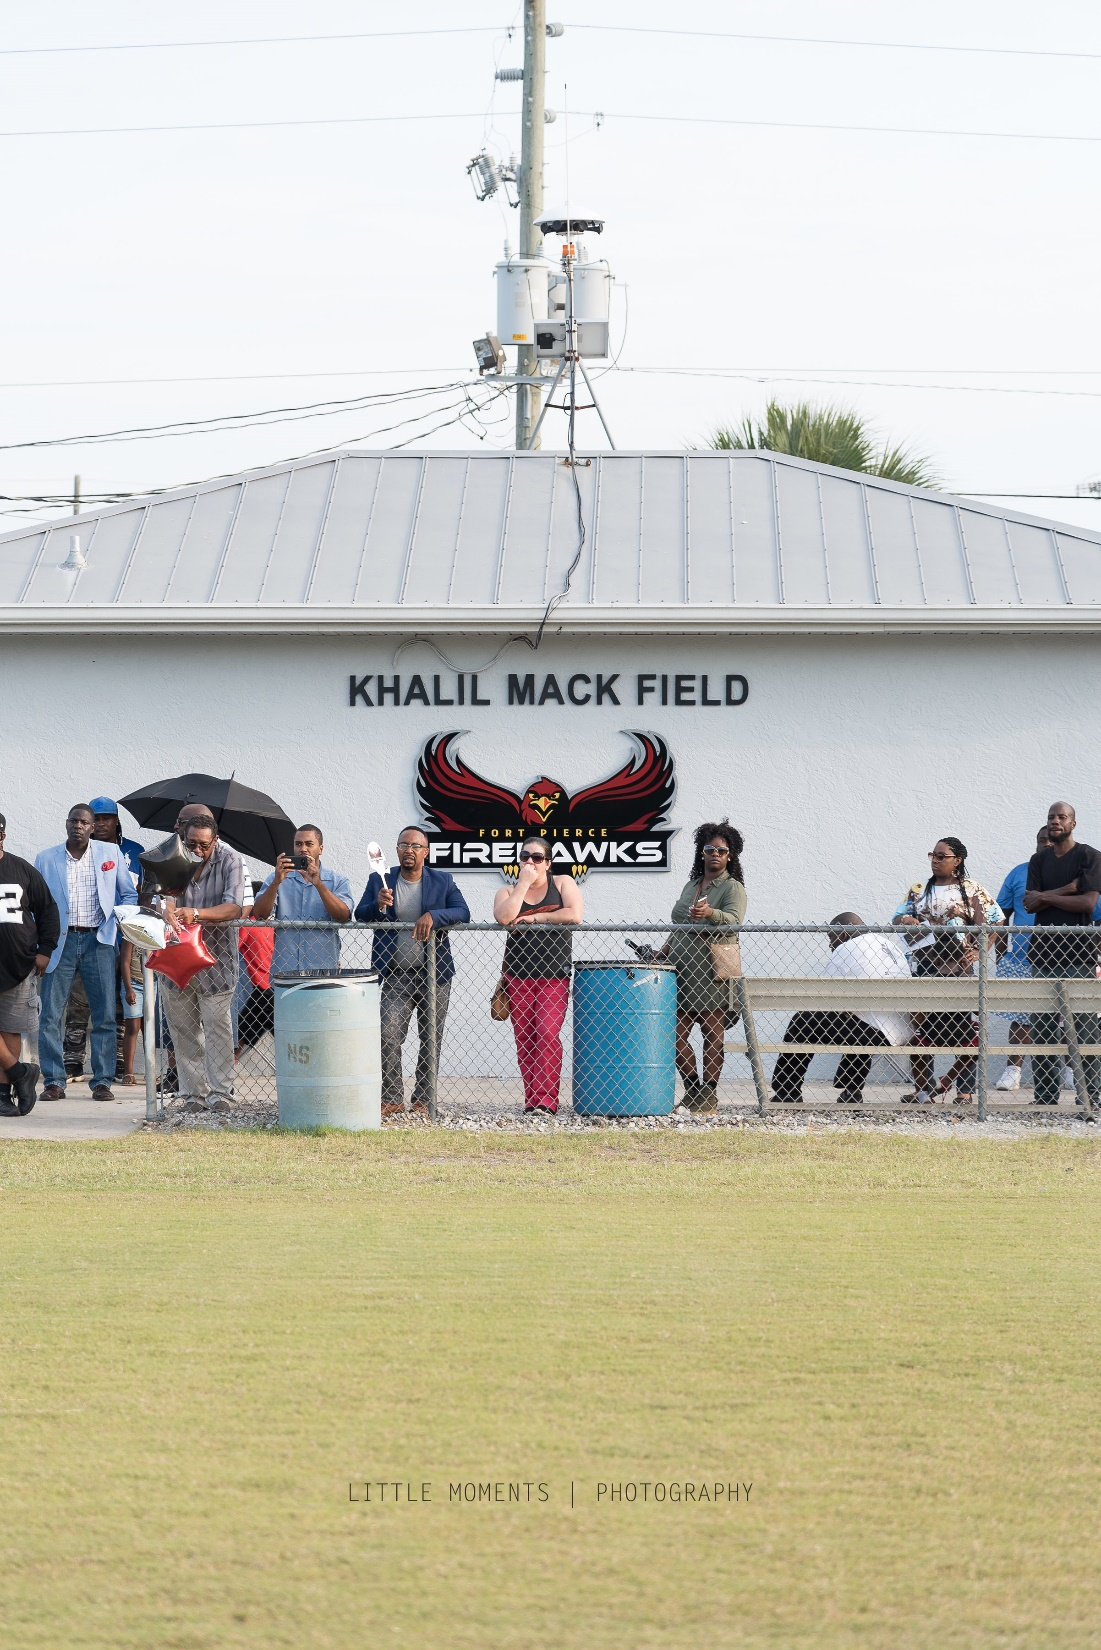 KHALIL MACK FIELD
FORT PIERCE
FIREHAWKS
2
NS
LITTLE MOMENTS | PHOTOGRAPHY